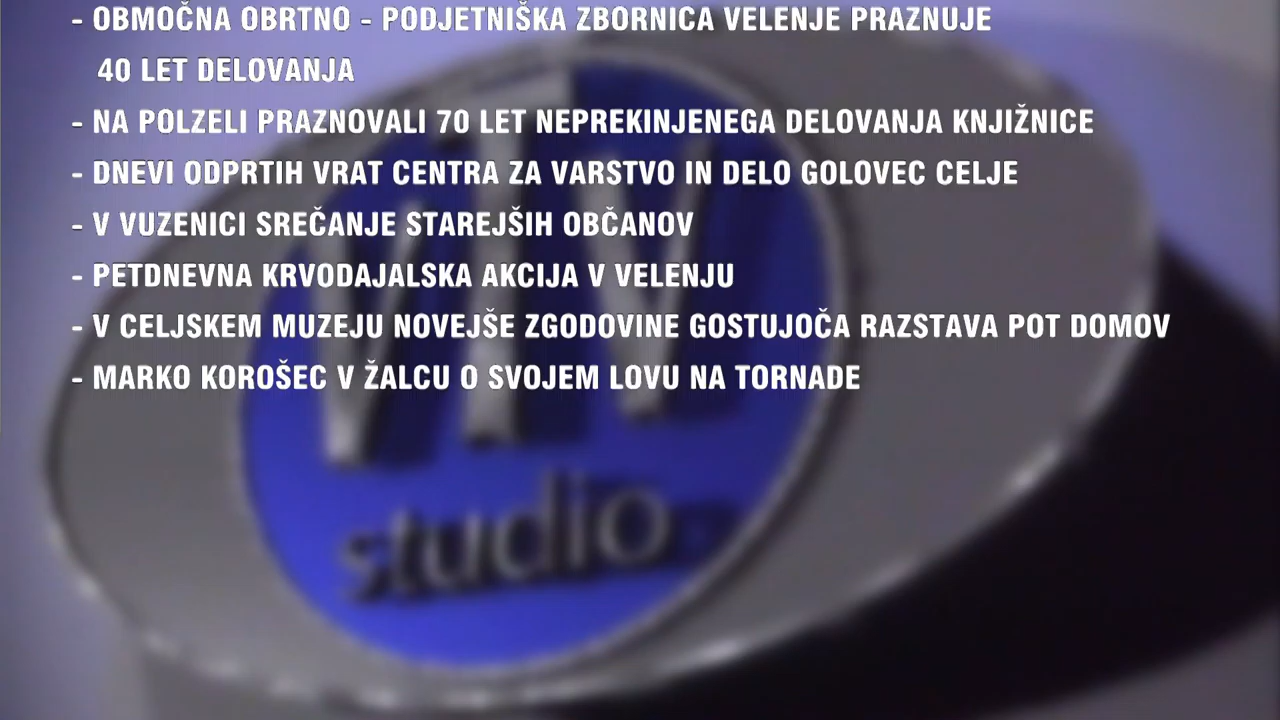 - OBMOČNA OBRTNO - PODJETNIŠKA ZBORNICA VELENJE PRAZNUJE
40 LET DELOVANJA
- NA POLZELI PRAZNOVALI 70 LET NEPREKINJENEGA DELOVANJA KNJIŽNICE
- DNEVI ODPRTIH VRAT CENTRA ZA VARSTVO IN DELO GOLOVEC CELJE
- V VUZENICI SREČANJE STAREJŠIH OBČANOV
- PETDNEVNA KRVODAJALSKA AKCIJA V VELENJU
- V CELJSKEM MUZEJU NOVEJŠE ZGODOVINE GOSTUJOČA RAZSTAVA POT DOMOV
- MARKO KOROŠEC V ŽALCU O SVOJEM LOVU NA TORNADE
VTV
studio